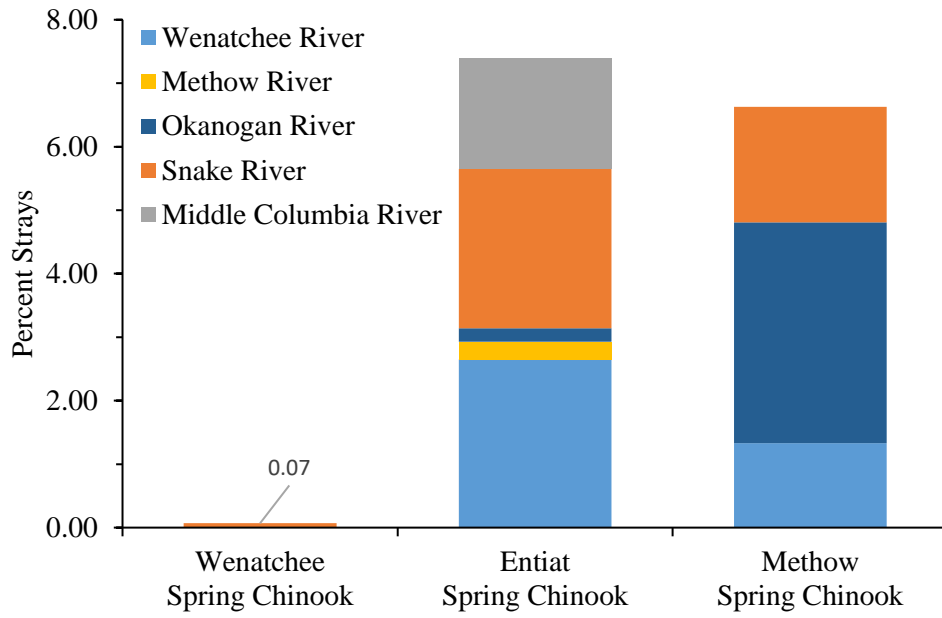 8.00
6.00
4.00
2.00
0.00
Percent Strays
Wenatchee River
Methow River
Okanogan River
Snake River
Middle Columbia River
0.07
Wenatchee
Spring Chinook
Entiat
Spring Chinook
Methow
Spring Chinook